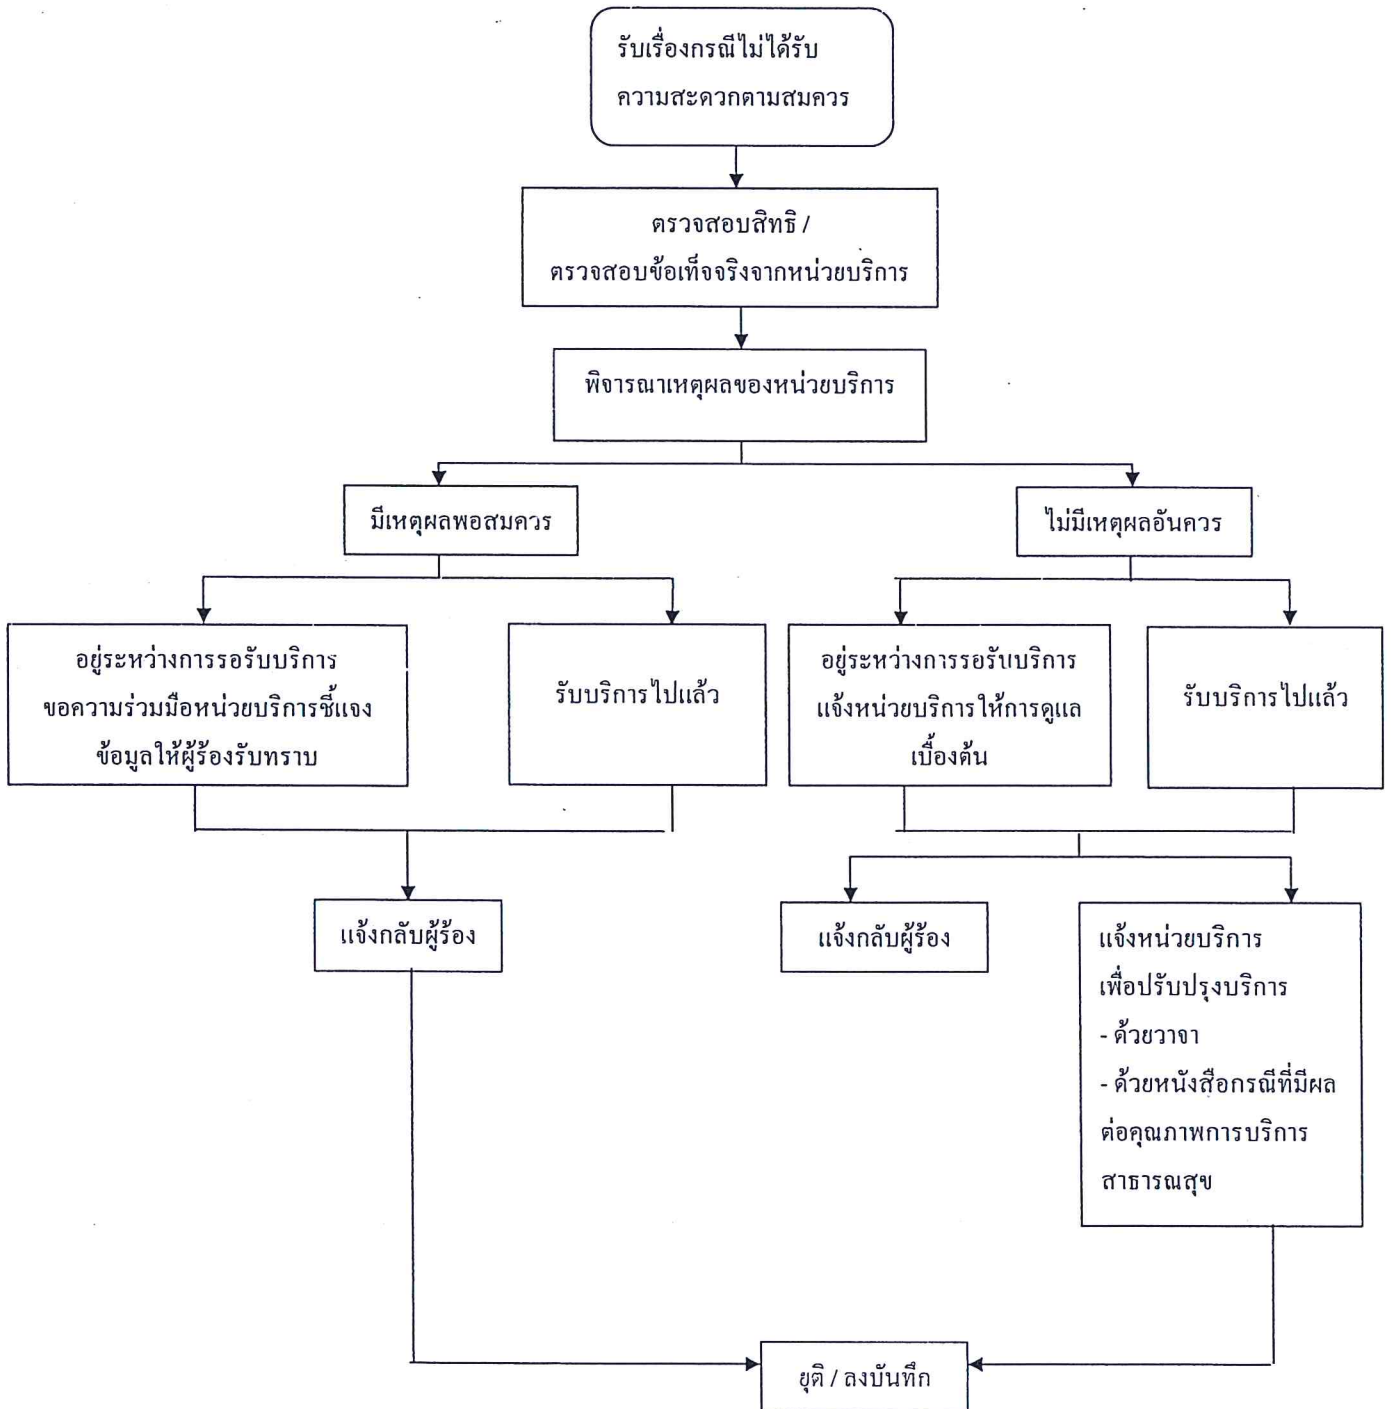 รับเรื่องกรณีไม่ได้รับ
ความสะดวกตามสมควร
ตรวจสอบสิทธิ /
ตรวจสอบข้อเท็จจริงจากหน่วยบริการ
พิจารณาเหตุผลของหน่วยบริการ
มีเหตุผลพอสมควร
ไม่มีเหตุผลอันควร
อยู่ระหว่างการรอรับบริการ
ขอความร่วมมือหน่วยบริการชี้แจง
ข้อมูลให้ผู้ร้องรับทราบ
รับบริการไปแล้ว
อยู่ระหว่างการรอรับบริการ
แจ้งหน่วยบริการให้การดูแล
เบื้องต้น
รับบริการไปแล้ว
แจ้งกลับผู้ร้อง
แจ้งกลับผู้ร้อง
แจ้งหน่วยบริการ
เพื่อปรับปรุงบริการ
- ด้วยวาจา
- ด้วยหนังสือกรณีที่มีผล
ต่อคุณภาพการบริการ
สาธารณสุข
ยุติ / ลงบันทึก